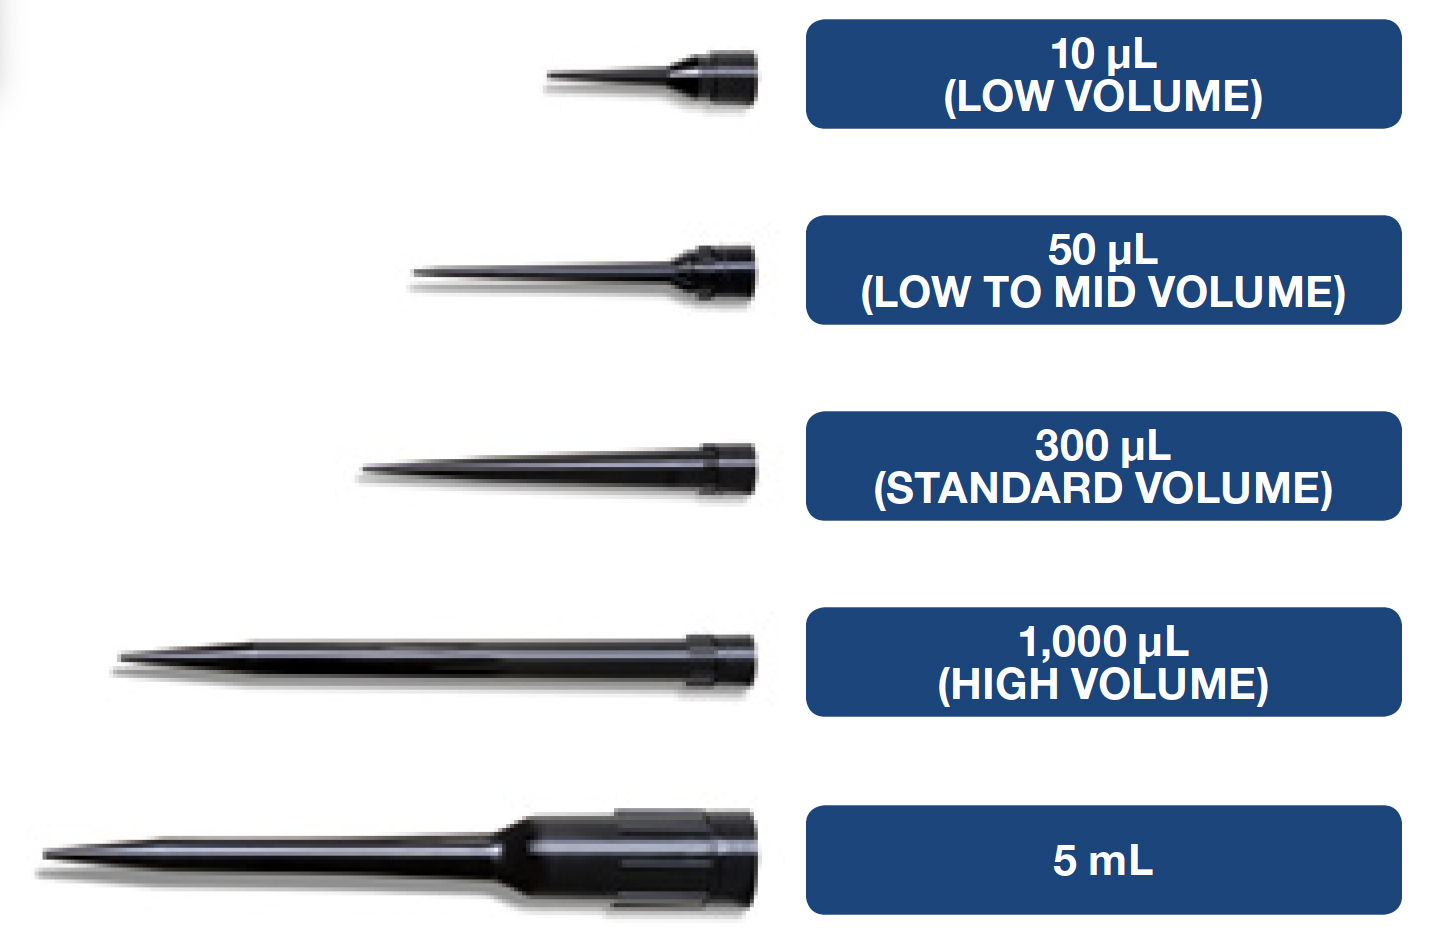 10 µL
(LOW VOLUME)
50 µL
(LOW TO MID VOLUME)
300 µL
(STANDARD VOLUME)
1,000 µL
(HIGH VOLUME)
5 mL